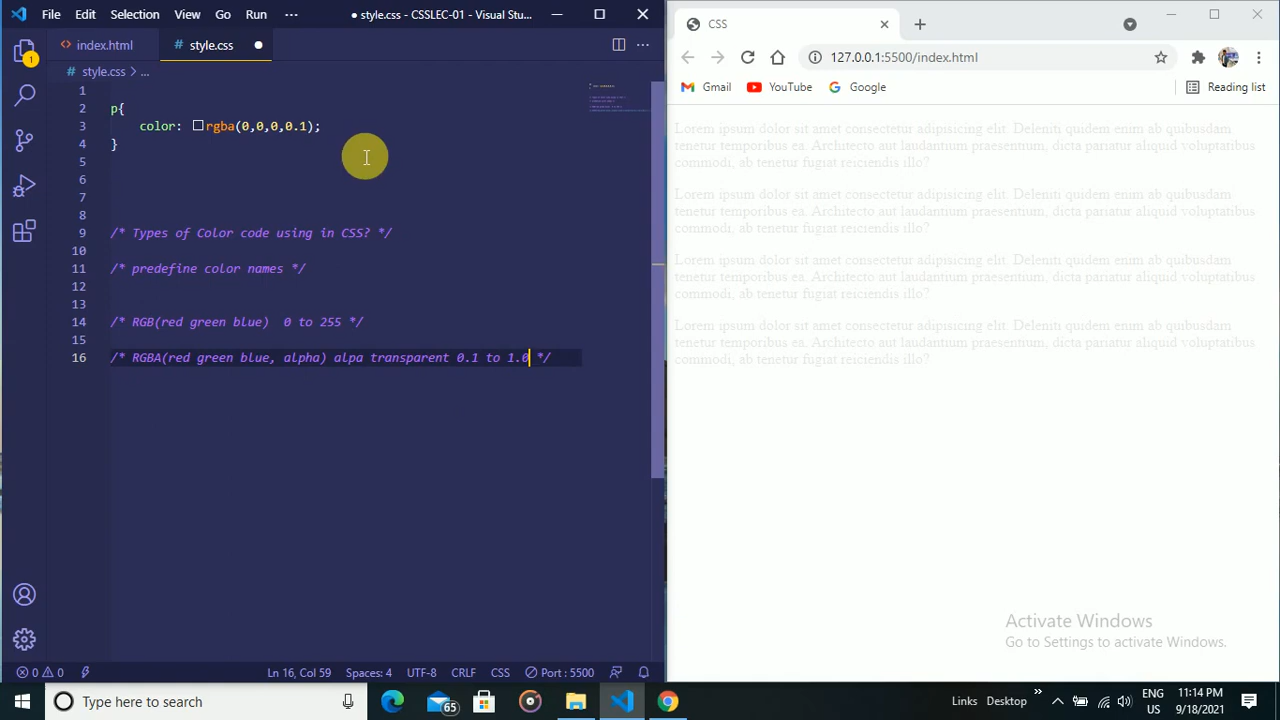 File Edit Selection View Go Run ··· ● style.css - CSSLEC-01 - Visual Stu...
index.html style.css ● ···
style.css > ...
1
1
2 p{
3 color: rgba(0,0,0,0.1);
4 }
5
6
7
8
9 /* Types of Color code using in CSS? */
10
11 /* predefine color names */
12
13
14 /* RGB(red green blue)  0 to 255 */
15
16 /* RGBA(red green blue, alpha) alpa transparent 0.1 to 1.0 */
0 0 Ln 16, Col 59 Spaces: 4 UTF-8 CRLF CSS Port : 5500
CSS
127.0.0.1:5500/index.html
Gmail YouTube Google Reading list
Lorem ipsum dolor sit amet consectetur adipisicing elit. Deleniti quidem enim ab quibusdam
tenetur temporibus ea. Architecto aut laudantium praesentium, dicta pariatur aliquid voluptatibus
commodi, ab tenetur fugiat reiciendis illo?
Lorem ipsum dolor sit amet consectetur adipisicing elit. Deleniti quidem enim ab quibusdam
tenetur temporibus ea. Architecto aut laudantium praesentium, dicta pariatur aliquid voluptatibus
commodi, ab tenetur fugiat reiciendis illo?
Lorem ipsum dolor sit amet consectetur adipisicing elit. Deleniti quidem enim ab quibusdam
tenetur temporibus ea. Architecto aut laudantium praesentium, dicta pariatur aliquid voluptatibus
commodi, ab tenetur fugiat reiciendis illo?
Lorem ipsum dolor sit amet consectetur adipisicing elit. Deleniti quidem enim ab quibusdam
tenetur temporibus ea. Architecto aut laudantium praesentium, dicta pariatur aliquid voluptatibus
commodi, ab tenetur fugiat reiciendis illo?
Activate Windows
Go to Settings to activate Windows.
Type here to search 65 Links Desktop » ENG US 11:14 PM 9/18/2021